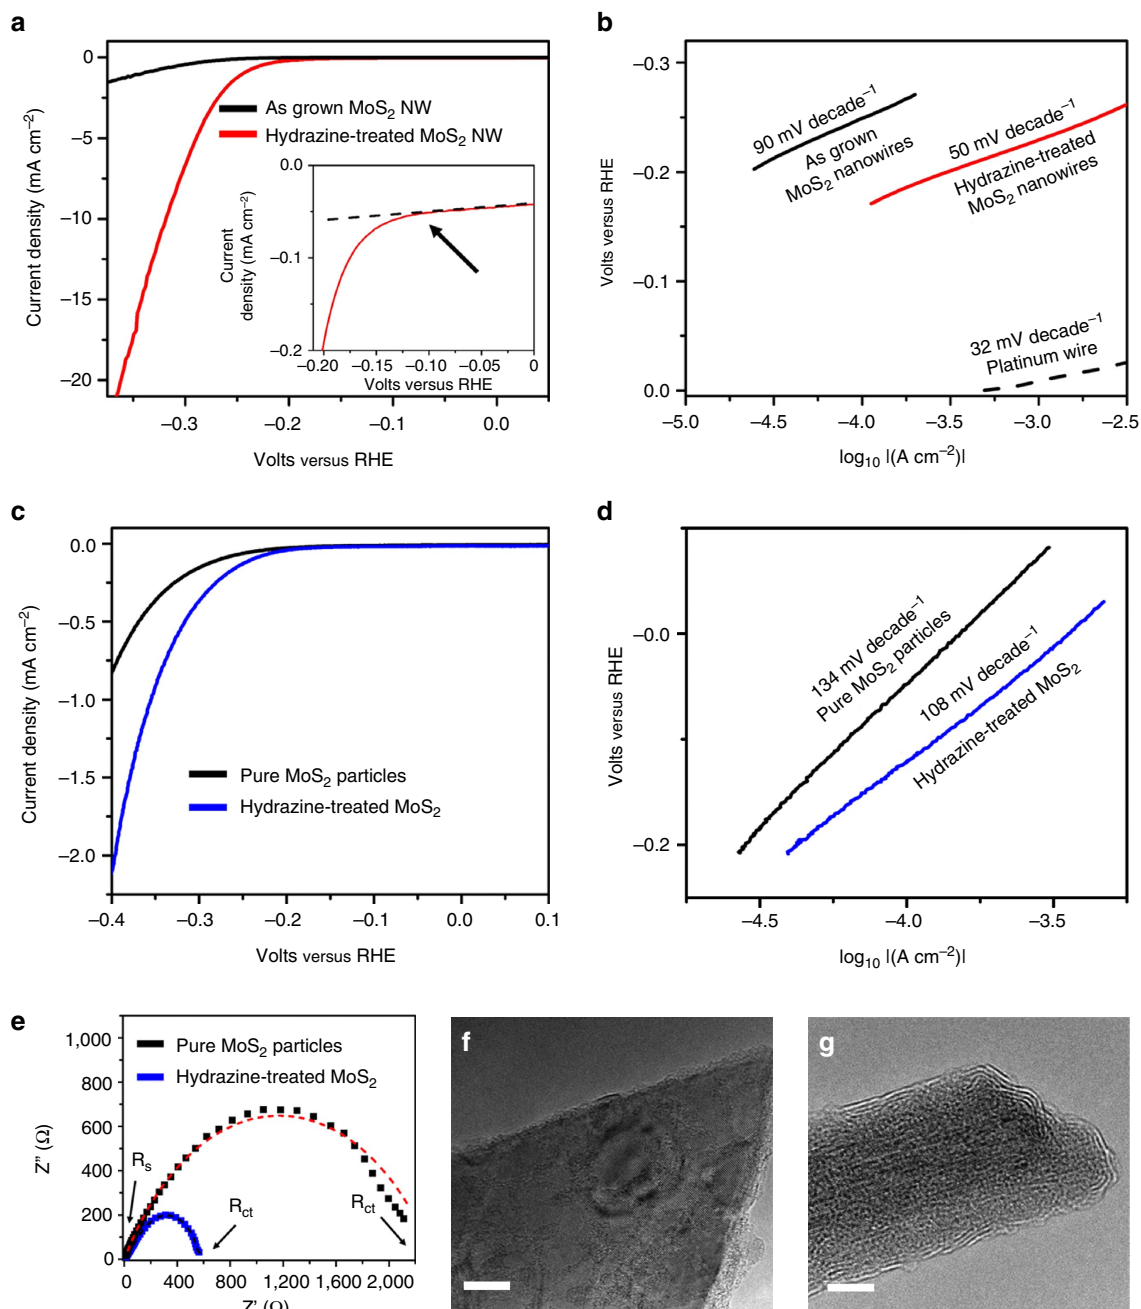 a
0
−5
−10
−15
−20
Current density (mA cm⁻²)
As grown MoS₂ NW
Hydrazine-treated MoS₂ NW
0.0
−0.1
−0.2
Current
density (mA cm⁻²)
−0.20 −0.15 −0.10 −0.05 0
Volts versus RHE
−0.3 −0.2 −0.1 0.0
Volts versus RHE
b
−0.3
−0.2
−0.1
0.0
Volts versus RHE
90 mV decade⁻¹
As grown
MoS₂ nanowires
50 mV decade⁻¹
Hydrazine-treated
MoS₂ nanowires
32 mV decade⁻¹
Platinum wire
−5.0 −4.5 −4.0 −3.5 −3.0 −2.5
log₁₀ |(A cm⁻²)|
c
0.0
−0.5
−1.0
−1.5
−2.0
Current density (mA cm⁻²)
Pure MoS₂ particles
Hydrazine-treated MoS₂
−0.4 −0.3 −0.2 −0.1 0.0 0.1
Volts versus RHE
d
−0.0
−0.1
−0.2
Volts versus RHE
134 mV decade⁻¹
Pure MoS₂ particles
108 mV decade⁻¹
Hydrazine-treated MoS₂
−4.5 −4.0 −3.5
log₁₀ |(A cm⁻²)|
e
1,000
800
600
400
200
0
Z" (Ω)
Pure MoS₂ particles
Hydrazine-treated MoS₂
Rₛ
R꜀ₜ
R꜀ₜ
0 400 800 1,200 1,600 2,000
Z' (Ω)
f
g